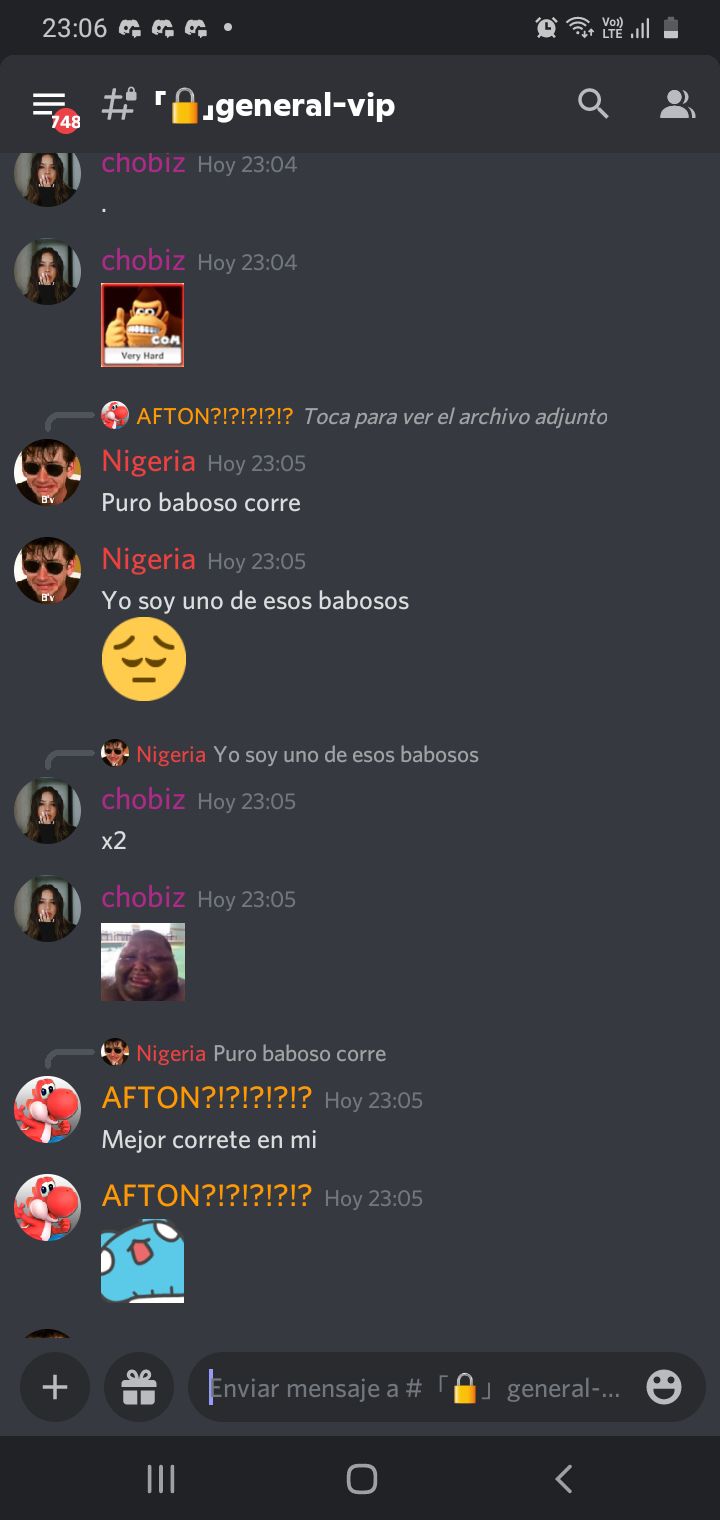 23:06
Vo))
LTE
748
「🔒」general-vip
chobiz Hoy 23:04
.
chobiz Hoy 23:04
COM
Very Hard
AFTON?!?!?!?!? Toca para ver el archivo adjunto
Nigeria Hoy 23:05
Puro baboso corre
Nigeria Hoy 23:05
Yo soy uno de esos babosos
Nigeria Yo soy uno de esos babosos
chobiz Hoy 23:05
x2
chobiz Hoy 23:05
Nigeria Puro baboso corre
AFTON?!?!?!?!? Hoy 23:05
Mejor correte en mi
AFTON?!?!?!?!? Hoy 23:05
Enviar mensaje a #「🔒」general-...